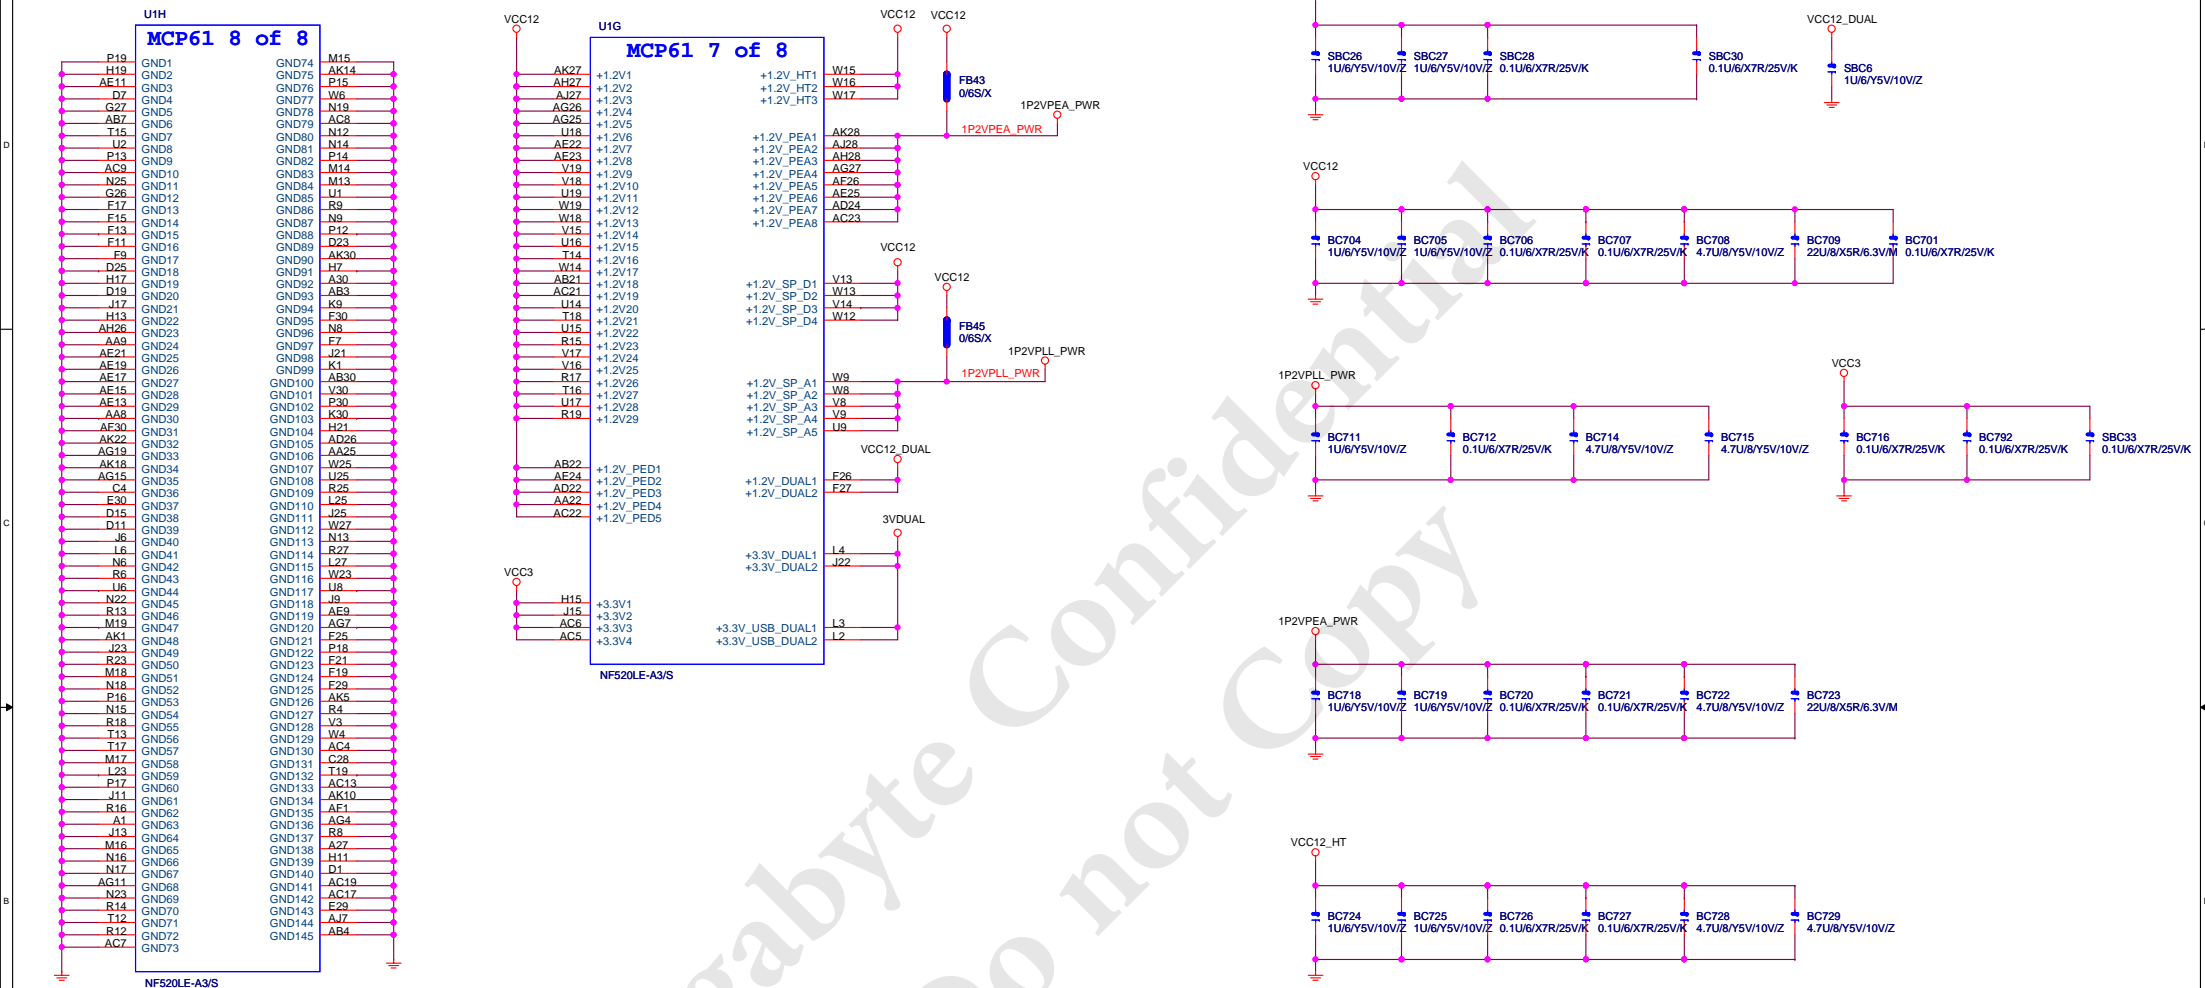 U1H
MCP61 8 of 8
P19 GND1 GND74 M15
H19 GND2 GND75 AK14
AE11 GND3 GND76 P15
D7 GND4 GND77 W6
G27 GND5 GND78 N19
AB7 GND6 GND79 AC8
T15 GND7 GND80 N12
U2 GND8 GND81 N14
P13 GND9 GND82 P14
AC9 GND10 GND83 M14
N25 GND11 GND84 M13
G26 GND12 GND85 U1
F17 GND13 GND86 R9
F15 GND14 GND87 N9
F13 GND15 GND88 P12
F11 GND16 GND89 D23
F9 GND17 GND90 AK30
D25 GND18 GND91 H7
H17 GND19 GND92 A30
D19 GND20 GND93 AB3
J17 GND21 GND94 K9
H13 GND22 GND95 F30
AH26 GND23 GND96 N8
AA9 GND24 GND97 F7
AE21 GND25 GND98 J21
AE19 GND26 GND99 K1
AE17 GND27 GND100 AB30
AE15 GND28 GND101 V30
AE13 GND29 GND102 P30
AA8 GND30 GND103 K30
AF30 GND31 GND104 H21
AK22 GND32 GND105 AD26
AG19 GND33 GND106 AA25
AK18 GND34 GND107 W25
AG15 GND35 GND108 U25
C4 GND36 GND109 R25
E30 GND37 GND110 L25
D15 GND38 GND111 J25
D11 GND39 GND112 W27
J6 GND40 GND113 N13
L6 GND41 GND114 R27
N6 GND42 GND115 L27
R6 GND43 GND116 W23
U6 GND44 GND117 U8
N22 GND45 GND118 J9
R13 GND46 GND119 AE9
M19 GND47 GND120 AG7
AK1 GND48 GND121 F25
J23 GND49 GND122 P18
R23 GND50 GND123 F21
M18 GND51 GND124 F19
N18 GND52 GND125 F29
P16 GND53 GND126 AK5
N15 GND54 GND127 R4
R18 GND55 GND128 V3
T13 GND56 GND129 W4
T17 GND57 GND130 AC4
M17 GND58 GND131 C28
L23 GND59 GND132 T19
P17 GND60 GND133 AC13
J11 GND61 GND134 AK10
R16 GND62 GND135 AF1
A1 GND63 GND136 AG4
J13 GND64 GND137 R8
M16 GND65 GND138 A27
N16 GND66 GND139 H11
N17 GND67 GND140 D1
AG11 GND68 GND141 AC19
N23 GND69 GND142 AC17
R14 GND70 GND143 E29
T12 GND71 GND144 AJ7
R12 GND72 GND145 AB4
AC7 GND73
NF520LE-A3/S
VCC12
U1G
VCC12 VCC12
MCP61 7 of 8
AK27 +1.2V1 +1.2V_HT1 W15
AH27 +1.2V2 +1.2V_HT2 W16
AJ27 +1.2V3 +1.2V_HT3 W17
AG26 +1.2V4
AG25 +1.2V5
U18 +1.2V6 +1.2V_PEA1 AK28
AE22 +1.2V7 +1.2V_PEA2 AJ28
AE23 +1.2V8 +1.2V_PEA3 AH28
V19 +1.2V9 +1.2V_PEA4 AG27
V18 +1.2V10 +1.2V_PEA5 AF26
U19 +1.2V11 +1.2V_PEA6 AE25
W19 +1.2V12 +1.2V_PEA7 AD24
W18 +1.2V13 +1.2V_PEA8 AC23
V15 +1.2V14
U16 +1.2V15
T14 +1.2V16
W14 +1.2V17
AB21 +1.2V18 +1.2V_SP_D1 V13
AC21 +1.2V19 +1.2V_SP_D2 W13
U14 +1.2V20 +1.2V_SP_D3 V14
T18 +1.2V21 +1.2V_SP_D4 W12
U15 +1.2V22
R15 +1.2V23
V17 +1.2V24
V16 +1.2V25
R17 +1.2V26 +1.2V_SP_A1 W9
T16 +1.2V27 +1.2V_SP_A2 W8
U17 +1.2V28 +1.2V_SP_A3 V8
R19 +1.2V29 +1.2V_SP_A4 V9
+1.2V_SP_A5 U9
AB22 +1.2V_PED1
AE24 +1.2V_PED2 +1.2V_DUAL1 F26
AD22 +1.2V_PED3 +1.2V_DUAL2 F27
AA22 +1.2V_PED4
AC22 +1.2V_PED5
+3.3V_DUAL1 L4
+3.3V_DUAL2 J22
VCC3
H15 +3.3V1
J15 +3.3V2
AC6 +3.3V3 +3.3V_USB_DUAL1 L3
AC5 +3.3V4 +3.3V_USB_DUAL2 L2
NF520LE-A3/S
FB43
0/6S/X
1P2VPEA_PWR
1P2VPEA_PWR
VCC12
VCC12
FB45
0/6S/X
1P2VPLL_PWR
1P2VPLL_PWR
VCC12_DUAL
3VDUAL
SBC26 SBC27 SBC28 SBC30
1U/6/Y5V/10V/Z 1U/6/Y5V/10V/Z 0.1U/6/X7R/25V/K 0.1U/6/X7R/25V/K
VCC12_DUAL
SBC6
1U/6/Y5V/10V/Z
VCC12
BC704 BC705 BC706 BC707 BC708 BC709 BC701
1U/6/Y5V/10V/Z 1U/6/Y5V/10V/Z 0.1U/6/X7R/25V/K 0.1U/6/X7R/25V/K 4.7U/8/Y5V/10V/Z 22U/8/X5R/6.3V/M 0.1U/6/X7R/25V/K
1P2VPLL_PWR
BC711 BC712 BC714 BC715
1U/6/Y5V/10V/Z 0.1U/6/X7R/25V/K 4.7U/8/Y5V/10V/Z 4.7U/8/Y5V/10V/Z
VCC3
BC716 BC792 SBC33
0.1U/6/X7R/25V/K 0.1U/6/X7R/25V/K 0.1U/6/X7R/25V/K
1P2VPEA_PWR
BC718 BC719 BC720 BC721 BC722 BC723
1U/6/Y5V/10V/Z 1U/6/Y5V/10V/Z 0.1U/6/X7R/25V/K 0.1U/6/X7R/25V/K 4.7U/8/Y5V/10V/Z 22U/8/X5R/6.3V/M
VCC12_HT
BC724 BC725 BC726 BC727 BC728 BC729
1U/6/Y5V/10V/Z 1U/6/Y5V/10V/Z 0.1U/6/X7R/25V/K 0.1U/6/X7R/25V/K 4.7U/8/Y5V/10V/Z 4.7U/8/Y5V/10V/Z
D
C
B
gabyte Confidential
Do not Copy